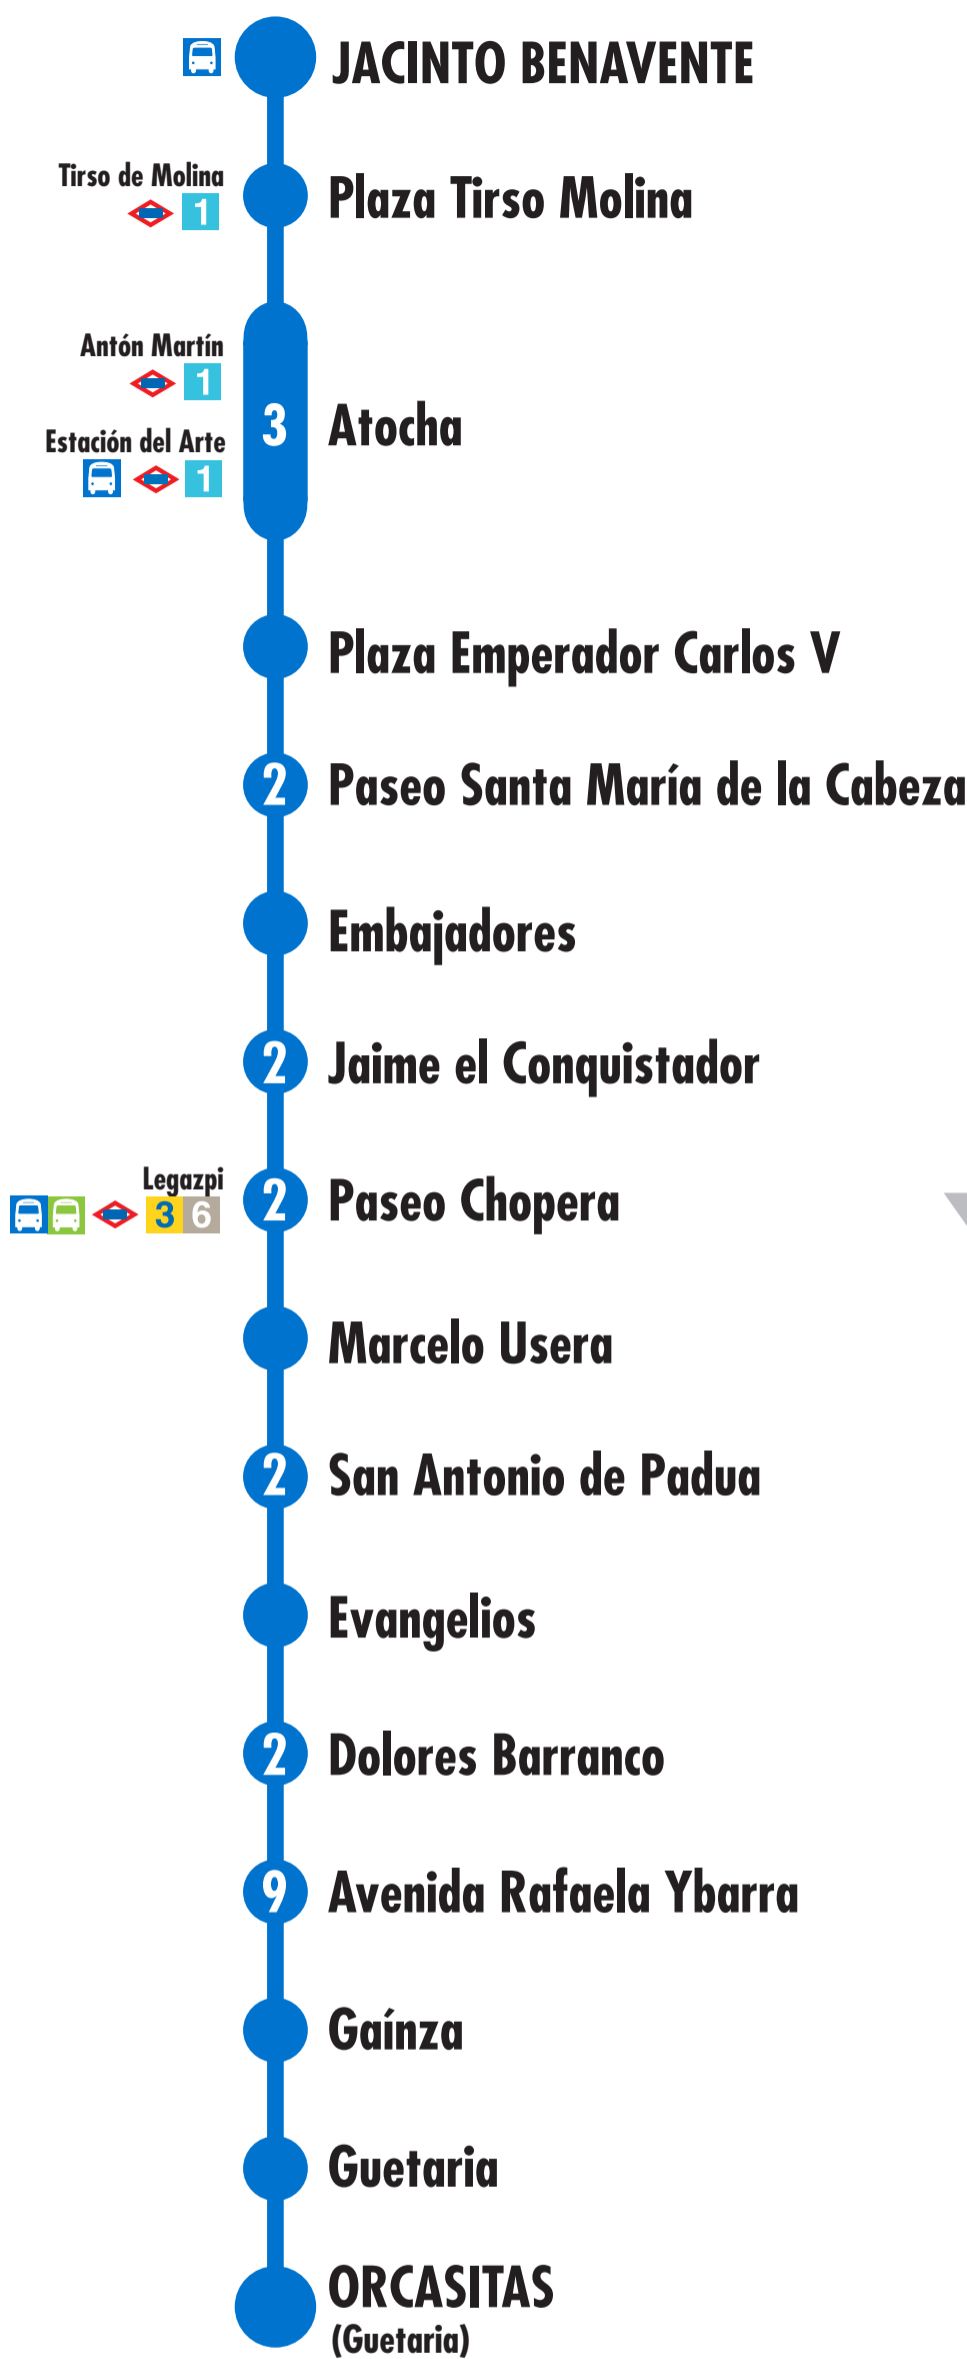 JACINTO BENAVENTE
Tirso de Molina
1
Plaza Tirso Molina
Antón Martín
1
Estación del Arte
1
3
Atocha
Plaza Emperador Carlos V
2
Paseo Santa María de la Cabeza
Embajadores
2
Jaime el Conquistador
Legazpi
3 6
2
Paseo Chopera
Marcelo Usera
2
San Antonio de Padua
Evangelios
2
Dolores Barranco
9
Avenida Rafaela Ybarra
Gaínza
Guetaria
ORCASITAS
(Guetaria)